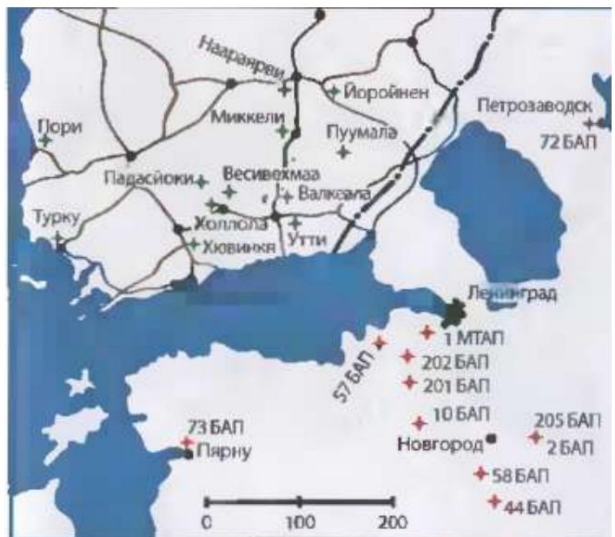 Наараярви
Йоройнен
Петрозаводск
Пори
Миккели
72 БАП
Пуумала
Падасйоки
Весивехмаа
Валкеала
Турку
Холлола
Утти
Хювинкя
Ленинград
1 МТАП
57 БАП
202 БАП
201 БАП
10 БАП
205 БАП
73 БАП
Новгород
2 БАП
Пярну
58 БАП
44 БАП
0 100 200